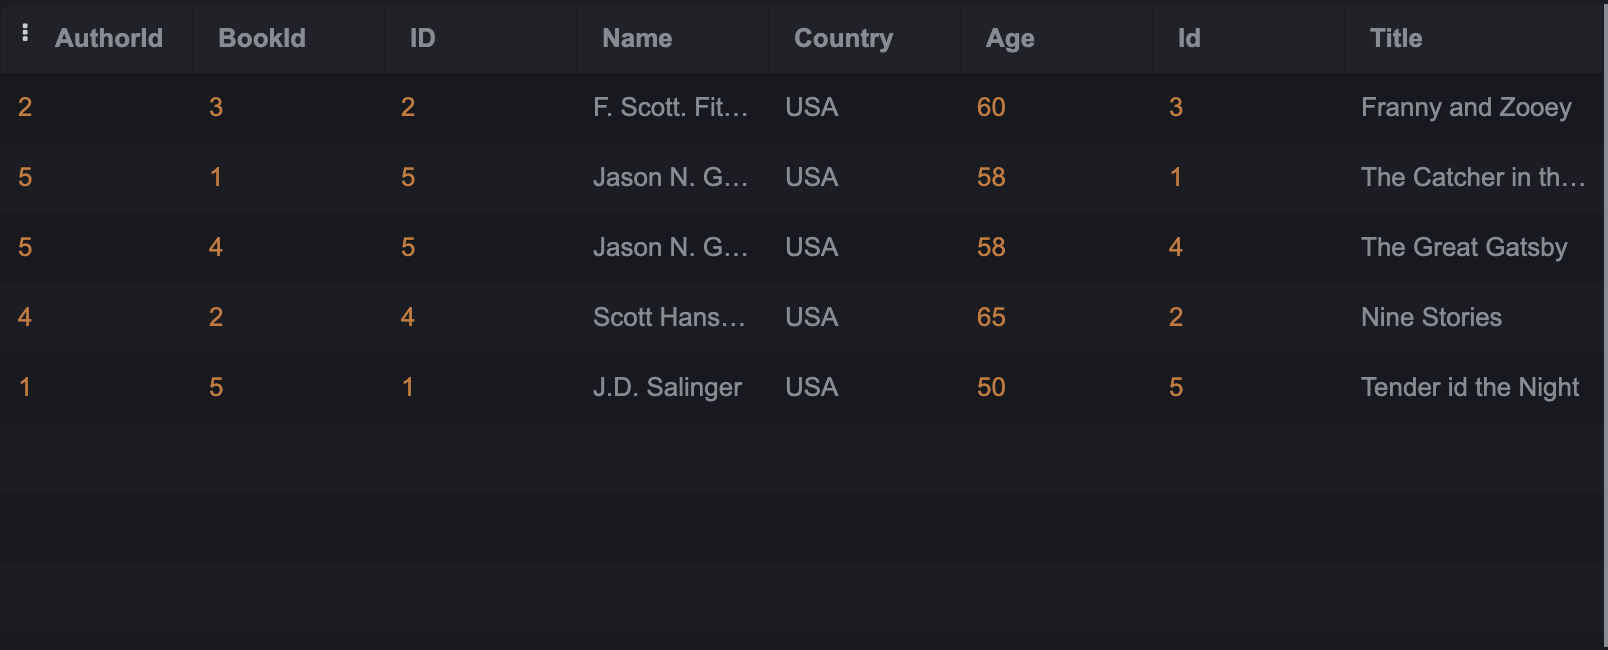 AuthorId BookId ID Name Country Age Id Title
2 3 2 F. Scott. Fit... USA 60 3 Franny and Zooey
5 1 5 Jason N. G... USA 58 1 The Catcher in th...
5 4 5 Jason N. G... USA 58 4 The Great Gatsby
4 2 4 Scott Hans... USA 65 2 Nine Stories
1 5 1 J.D. Salinger USA 50 5 Tender id the Night